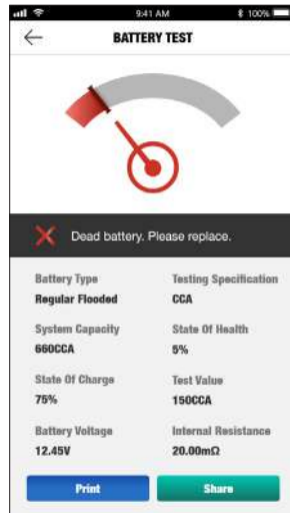 9:41 AM 100%
BATTERY TEST
Dead battery. Please replace.
Battery Type Testing Specification
Regular Flooded CCA
System Capacity State Of Health
660CCA 5%
State Of Charge Test Value
75% 150CCA
Battery Voltage Internal Resistance
12.45V 20.00mΩ
Print Share